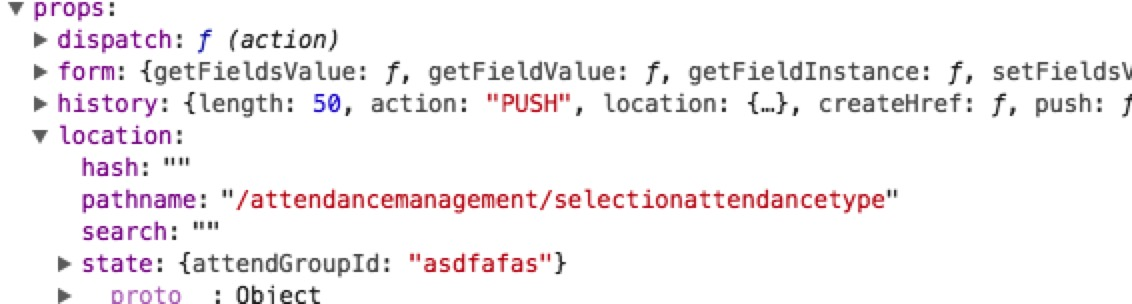 ▼ props:
▶ dispatch: ƒ (action)
▶ form: {getFieldsValue: ƒ, getFieldValue: ƒ, getFieldInstance: ƒ, setFieldsV
▶ history: {length: 50, action: "PUSH", location: {…}, createHref: ƒ, push: ƒ
▼ location:
hash: ""
pathname: "/attendancemanagement/selectionattendancetype"
search: ""
▶ state: {attendGroupId: "asdfafas"}
▶ __proto__: Object